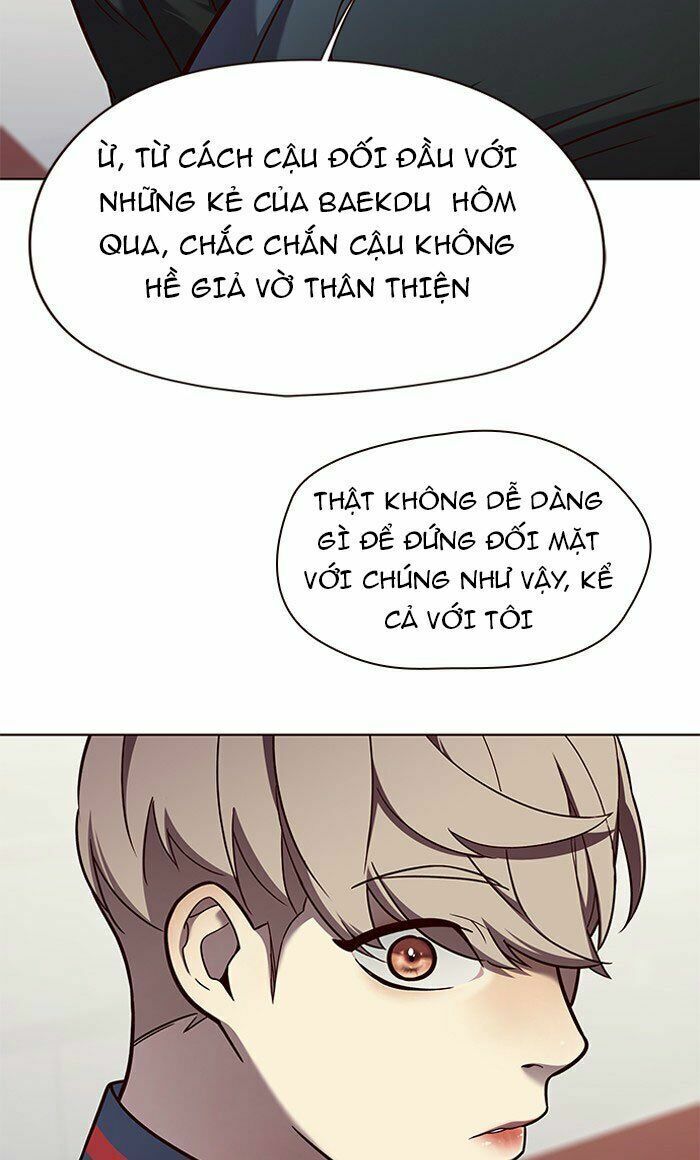 Ừ, TỪ CÁCH CẬU ĐỐI ĐẦU VỚI
NHỮNG KẺ CỦA BAEKDU HÔM
QUA, CHẮC CHẮN CẬU KHÔNG
HỀ GIẢ VỜ THÂN THIỆN
THẬT KHÔNG DỄ DÀNG
GÌ ĐỂ ĐỨNG ĐỐI MẶT
VỚI CHÚNG NHƯ VẬY, KỂ
CẢ VỚI TÔI